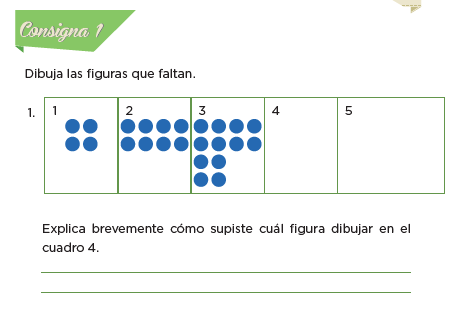 Consigna 1
Dibuja las figuras que faltan.
1. 1 2 3 4 5
Explica brevemente cómo supiste cuál figura dibujar en el
cuadro 4.